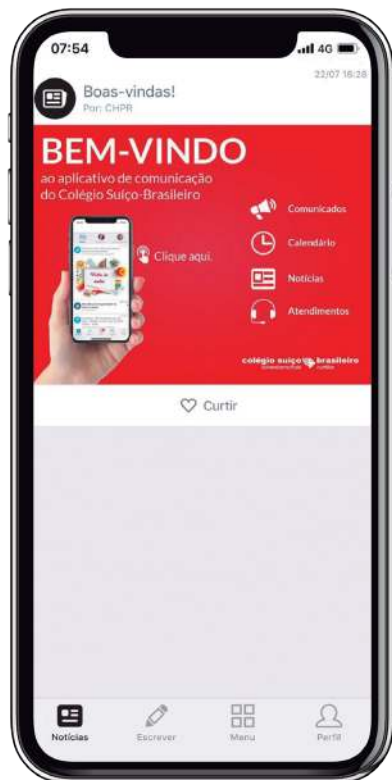 07:54
4G
22/07 16:28
Boas-vindas!
Por: CHPR
BEM-VINDO
ao aplicativo de comunicação
do Colégio Suíço-Brasileiro
Clique aqui.
Comunicados
Calendário
Notícias
Atendimentos
colégio suíço brasileiro
curitiba
Curtir
Notícias
Escrever
Menu
Perfil